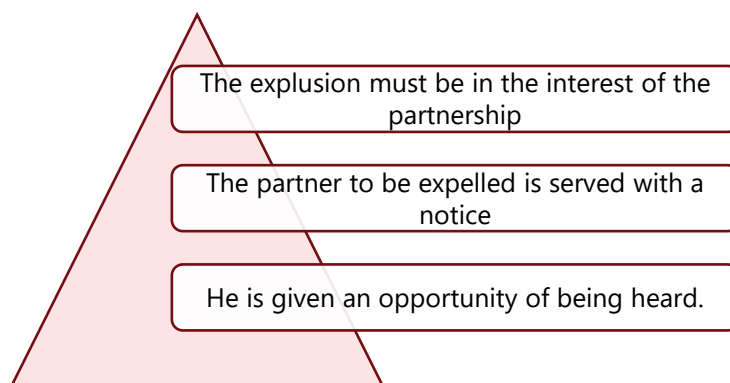 The explusion must be in the interest of the
partnership
The partner to be expelled is served with a
notice
He is given an opportunity of being heard.